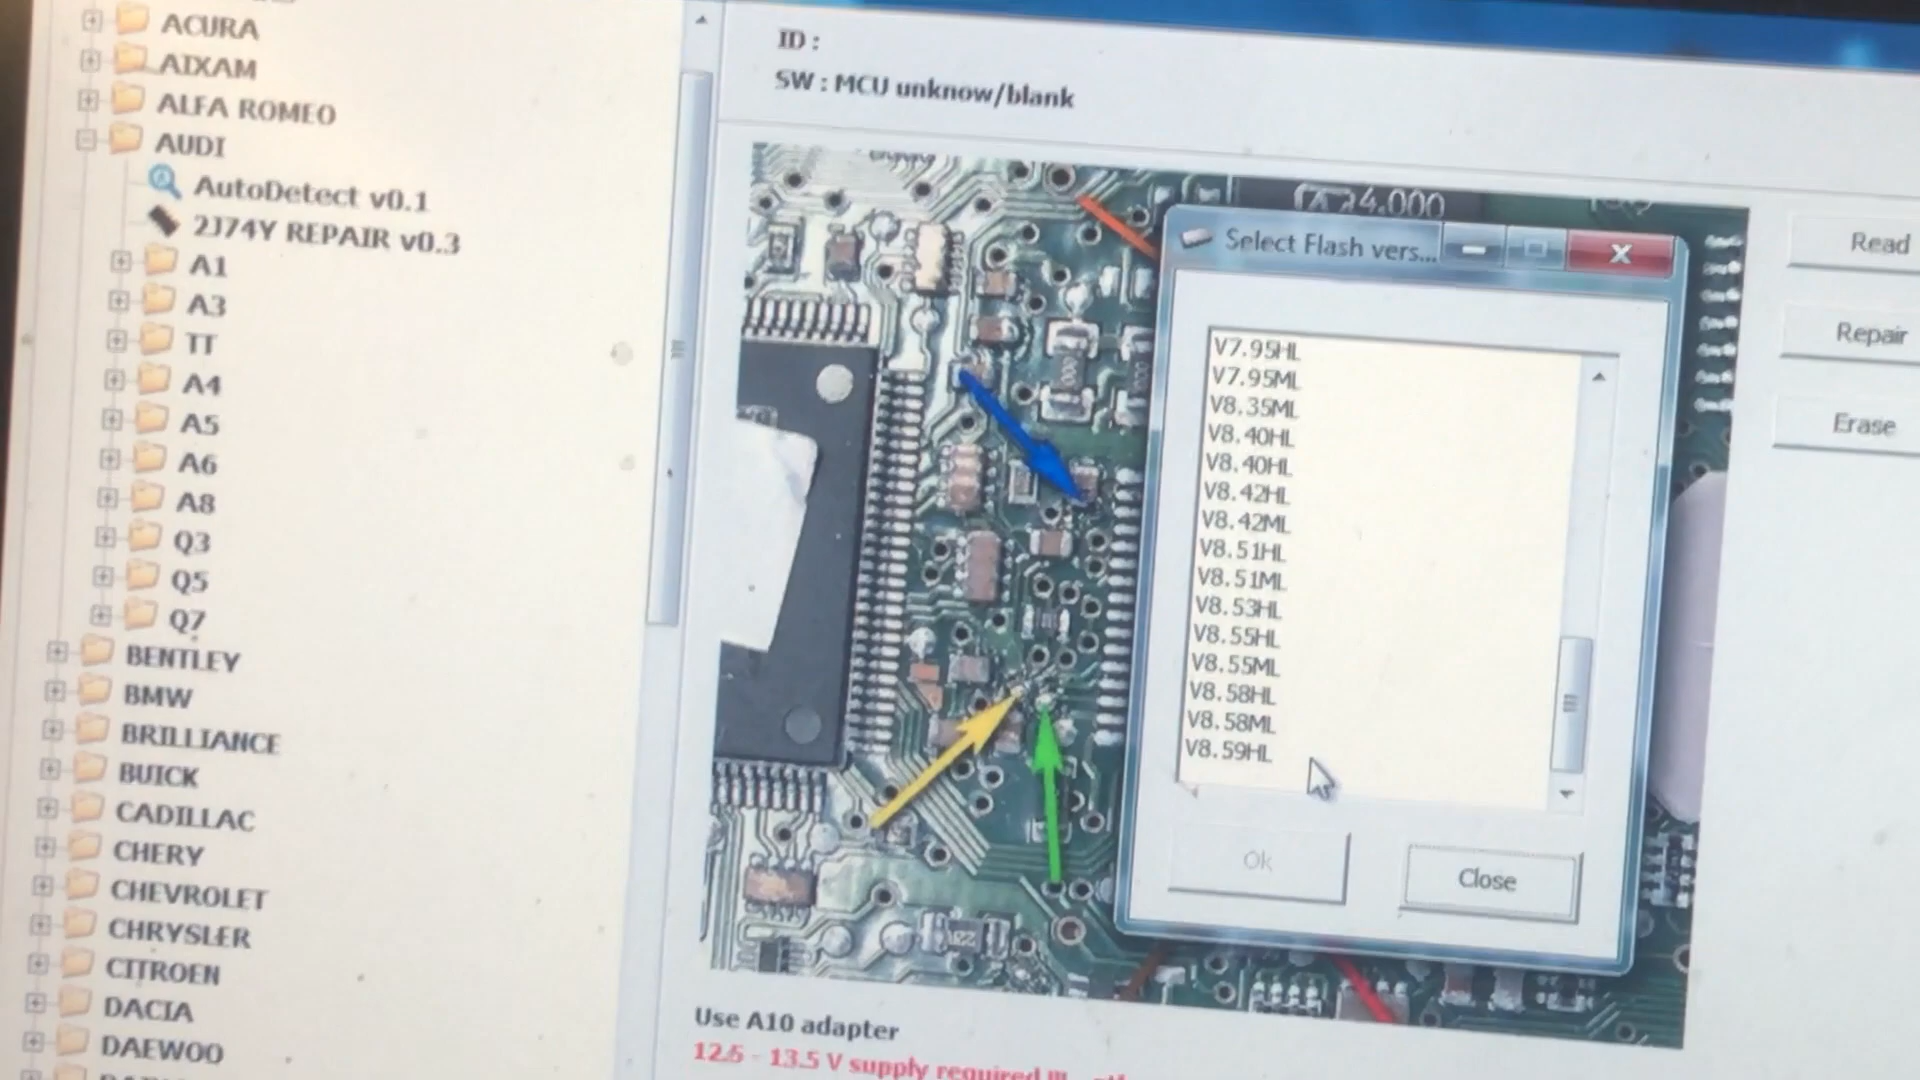 ACURA
AIXAM
ALFA ROMEO
AUDI
AutoDetect v0.1
2J74Y REPAIR v0.3
A1
A3
TT
A4
A5
A6
A8
Q3
Q5
Q7
BENTLEY
BMW
BRILLIANCE
BUICK
CADILLAC
CHERY
CHEVROLET
CHRYSLER
CITROEN
DACIA
DAEWOO
ID :
SW : MCU unknow/blank
4.000
Select Flash vers...
V7.95HL
V7.95ML
V8.35ML
V8.40HL
V8.40HL
V8.42HL
V8.42ML
V8.51HL
V8.51ML
V8.53HL
V8.55HL
V8.55ML
V8.58HL
V8.58ML
V8.59HL
Ok
Close
Read
Repair
Erase
Use A10 adapter
12.5 - 13.5 V supply required !!!